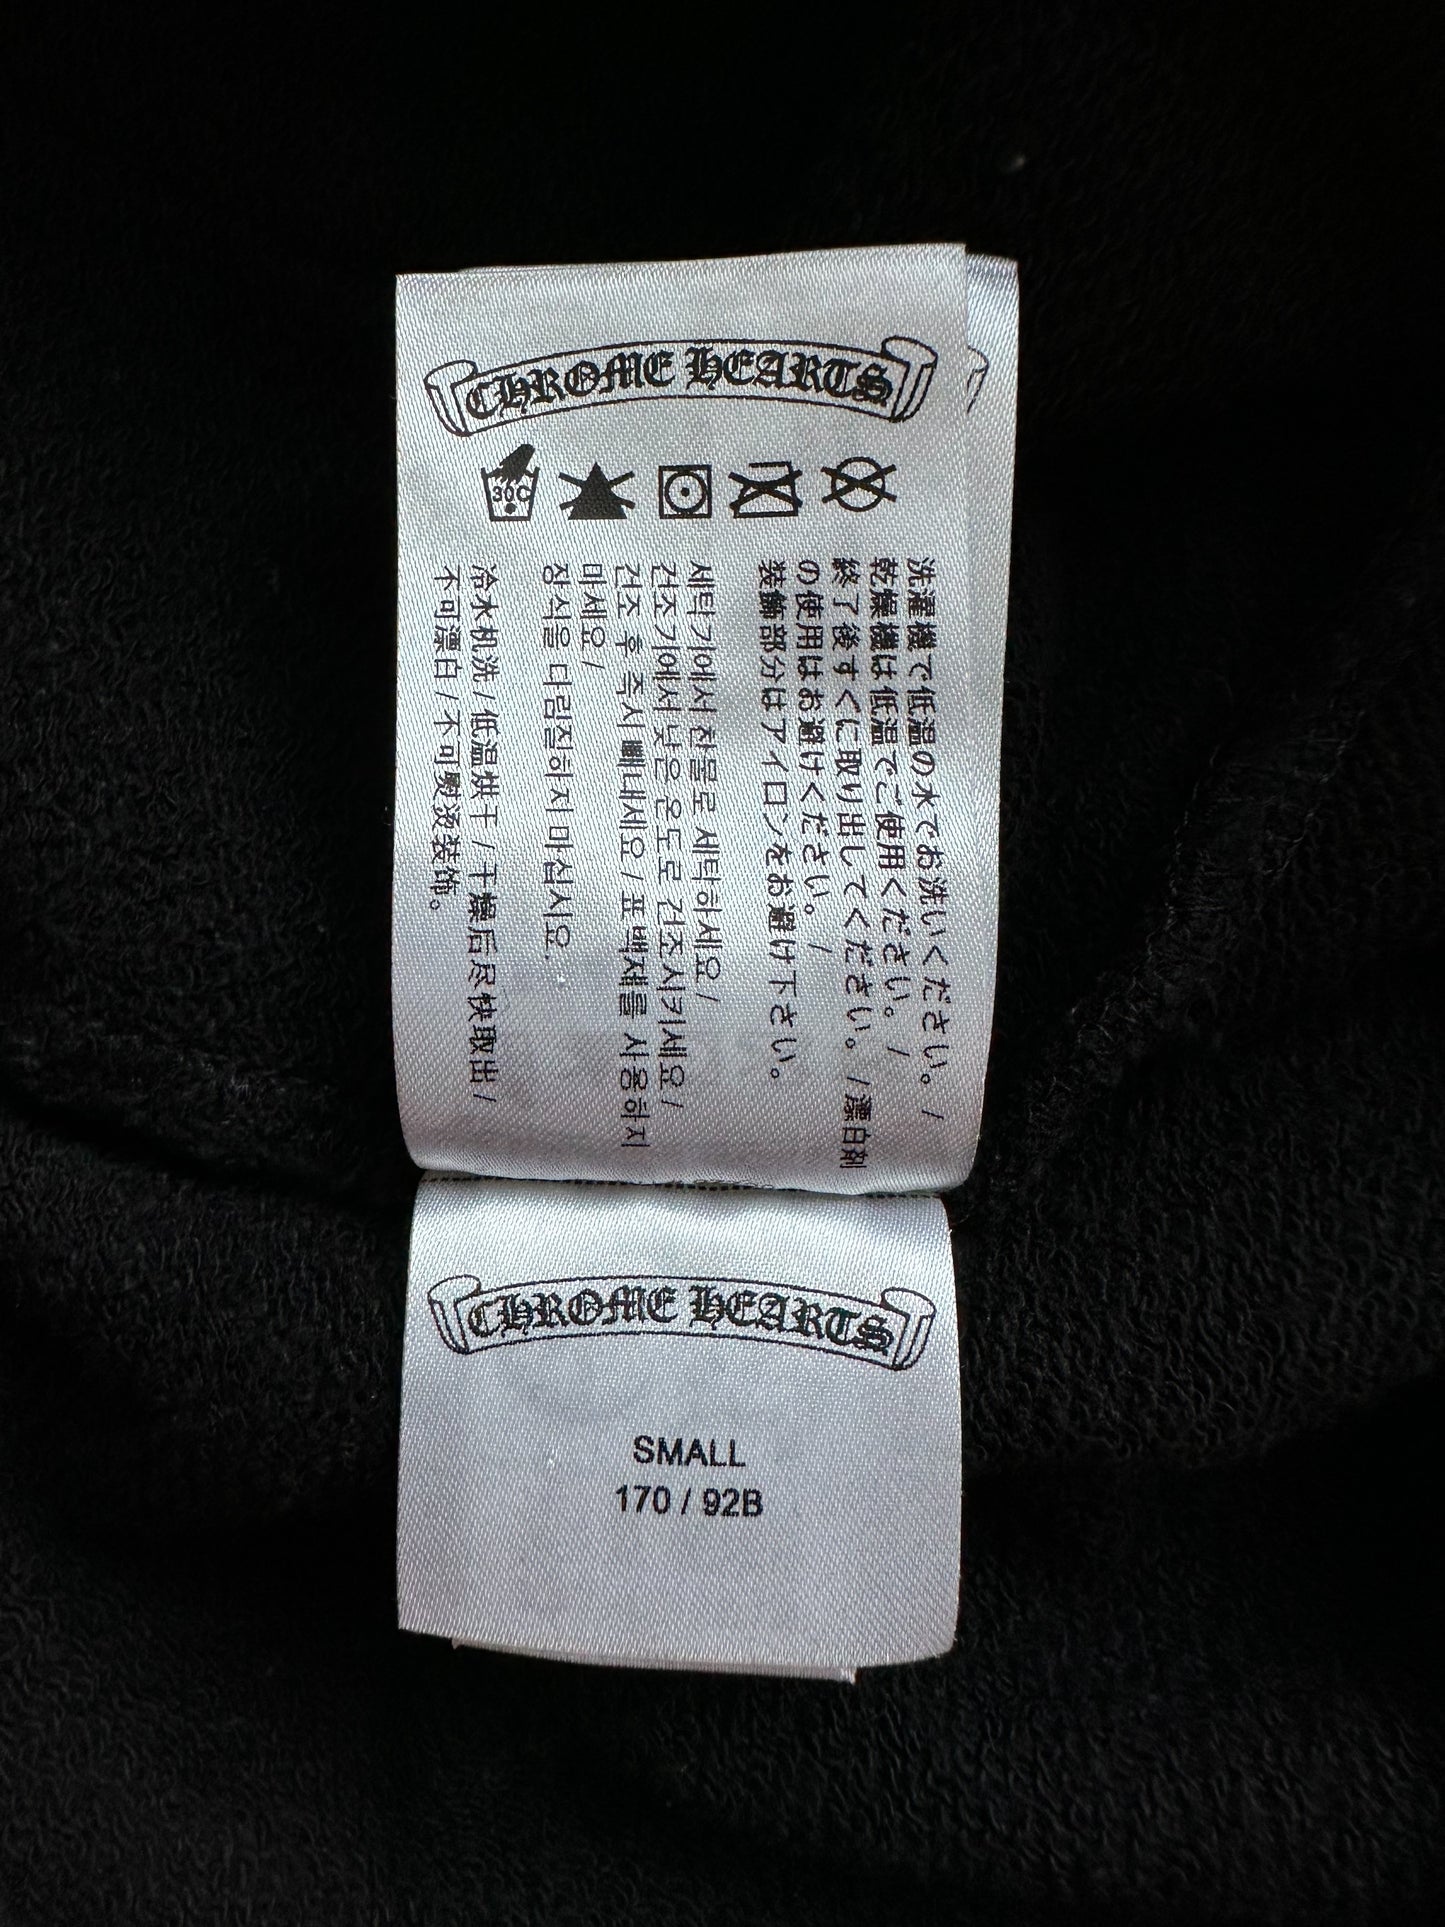 CHROME HEARTS
30C
洗濯機で低温の水でお洗いください。 /
乾燥機は低温でご使用ください。 /
終了後すぐに取り出してください。 / 漂白剤
の使用はお避けください。 /
装飾部分はアイロンをお避け下さい。
세탁기에서 찬물로 세탁하세요 /
건조기에서 낮은 온도로 건조시키세요 /
건조 후 즉시 빼내세요 / 표백제를 사용하지
마세요 /
장식을 다림질하지 마십시요.
冷水机洗 / 低温烘干 / 干燥后尽快取出 /
不可漂白 / 不可熨烫装饰。
CHROME HEARTS
SMALL
170 / 92B